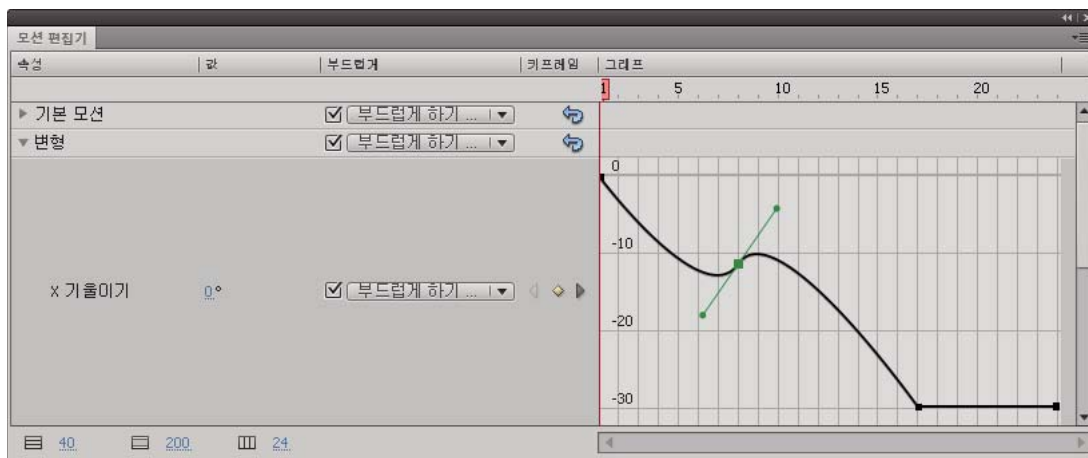 모션 편집기
속성 값 부드럽게 키프레임 그래프
1 5 10 15 20
기본 모션 부드럽게 하기 ...
변형 부드럽게 하기 ...
0
-10
X 기울이기 0° 부드럽게 하기 ...
-20
-30
40 200 24